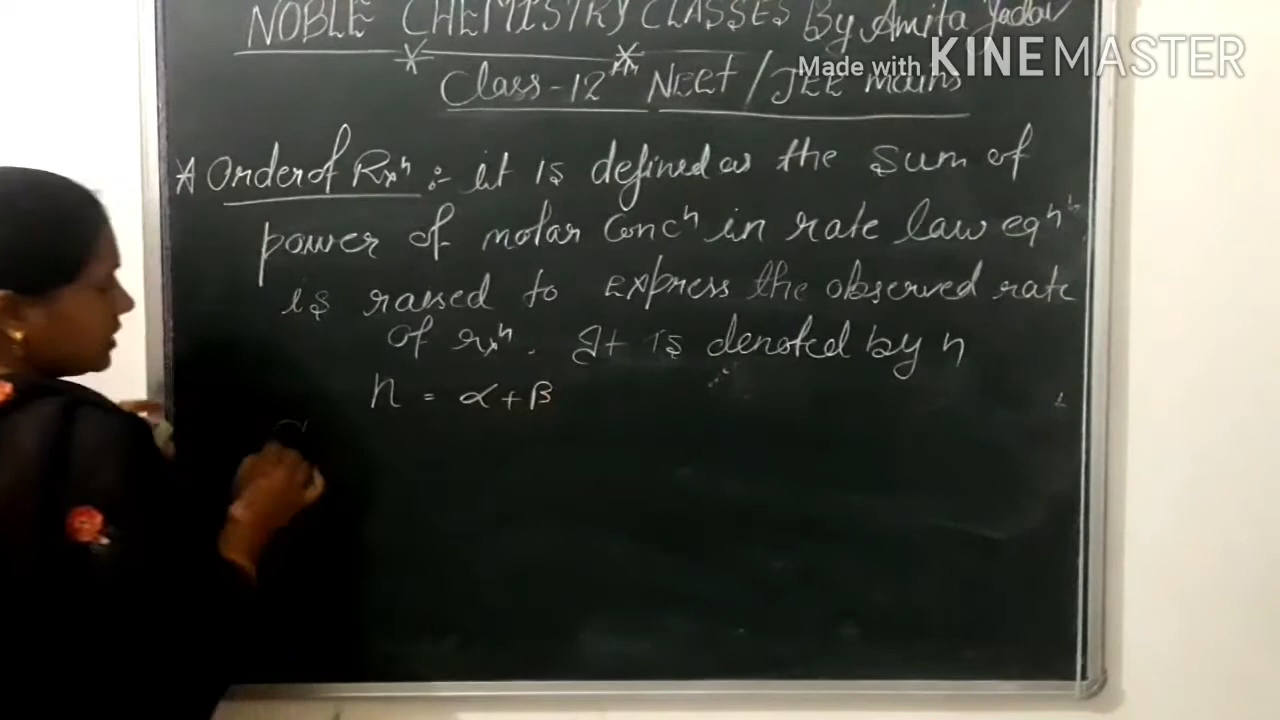 NOBLE CHEMISTRY CLASSES By Amita Yadav
Made with KINEMASTER
Class-12th NEET/JEE mains
* Order of Rxⁿ :- it is defined as the sum of
power of molar Concⁿ in rate law eqⁿ
is raised to express the observed rate
of rxⁿ. It is denoted by n
n = α + β